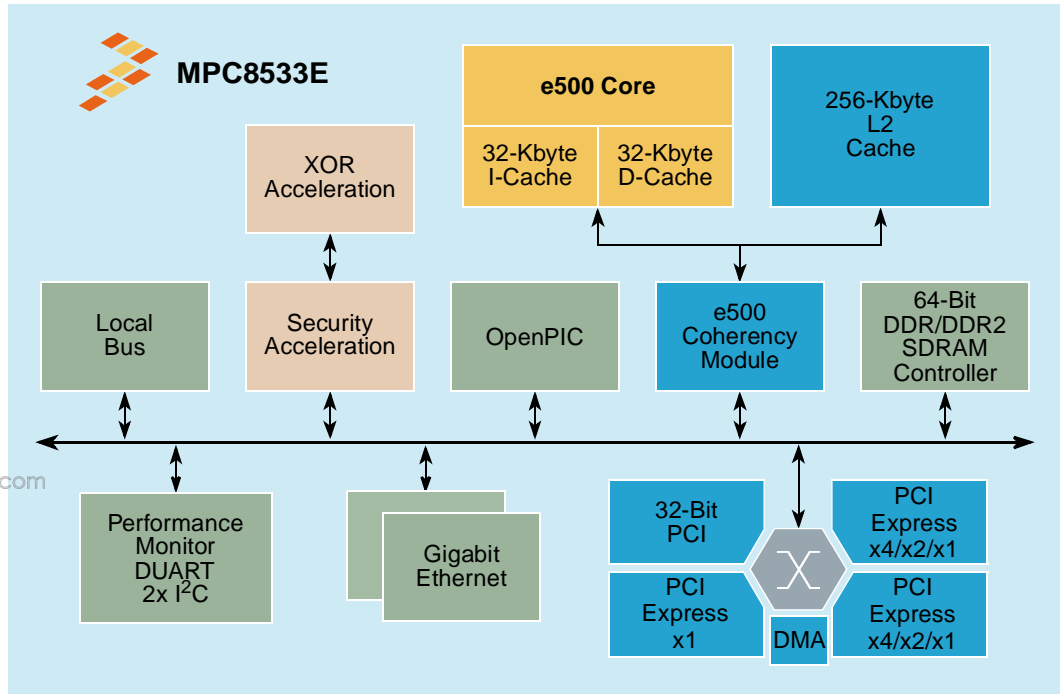 MPC8533E
e500 Core
32-Kbyte
I-Cache
32-Kbyte
D-Cache
256-Kbyte
L2
Cache
XOR
Acceleration
Local
Bus
Security
Acceleration
OpenPIC
e500
Coherency
Module
64-Bit
DDR/DDR2
SDRAM
Controller
com
Performance
Monitor
DUART
2x I²C
Gigabit
Ethernet
32-Bit
PCI
PCI
Express
x4/x2/x1
PCI
Express
x1
DMA
PCI
Express
x4/x2/x1